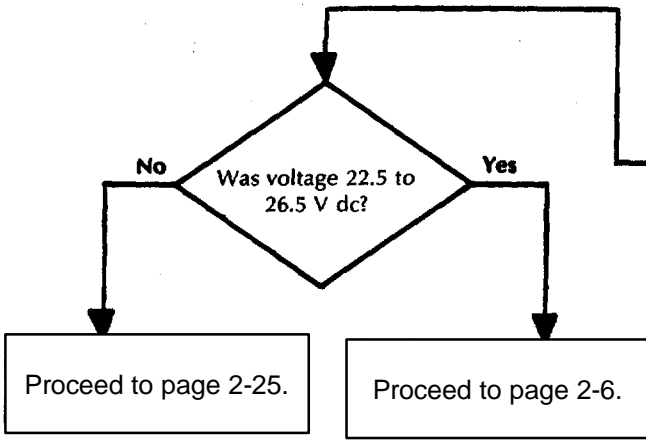 No
Yes
Was voltage 22.5 to
26.5 V dc?
Proceed to page 2-25.
Proceed to page 2-6.